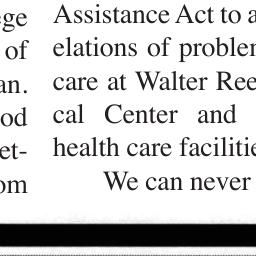 ege
of
an.
od
et-
om
Assistance Act to a
elations of problem
care at Walter Ree
cal Center and
health care facilitie
We can never